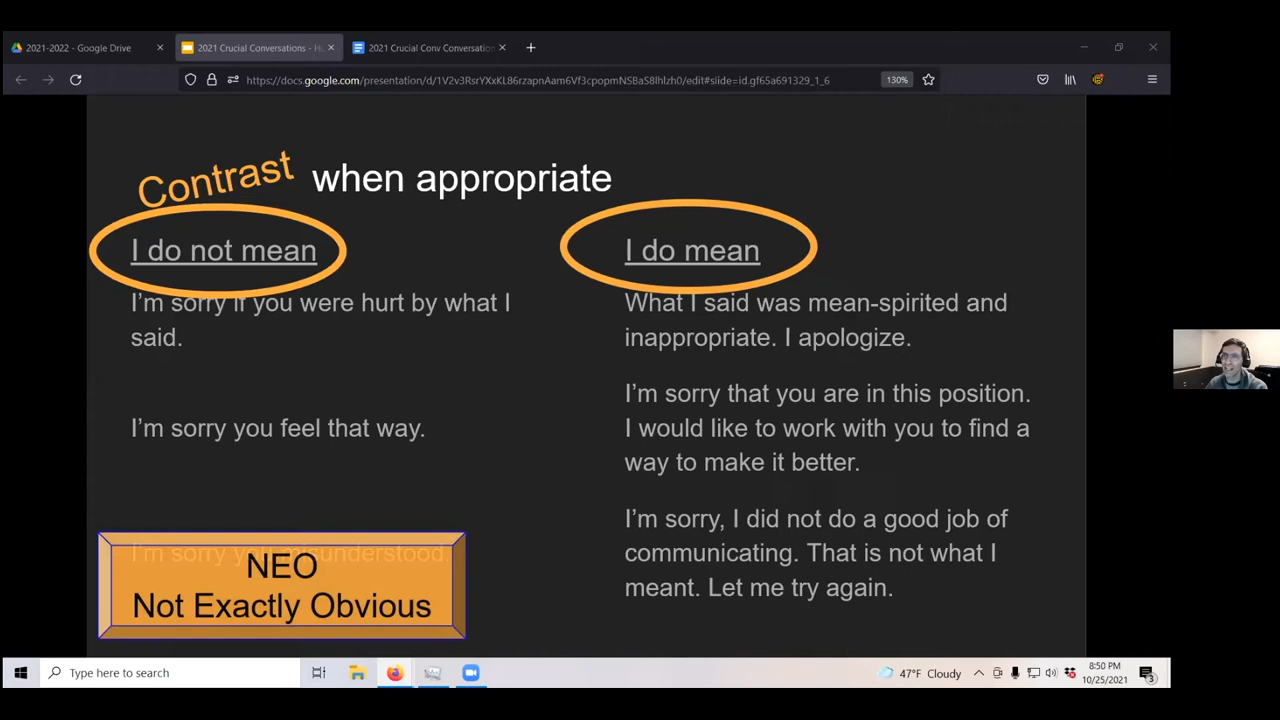 2021-2022 - Google Drive
2021 Crucial Conversations - H
2021 Crucial Conv Conversation
https://docs.google.com/presentation/d/1V2v3RsrYXxKL86rzapnAam6Vf3cpopmNSBaS8lhlzh0/edit#slide=id.gf65a691329_1_6
130%
Contrast when appropriate
I do not mean
I do mean
I’m sorry if you were hurt by what I
said.
What I said was mean-spirited and
inappropriate. I apologize.
I’m sorry you feel that way.
I’m sorry that you are in this position.
I would like to work with you to find a
way to make it better.
I’m sorry you misunderstood.
NEO
Not Exactly Obvious
I’m sorry, I did not do a good job of
communicating. That is not what I
meant. Let me try again.
Type here to search
47°F Cloudy
8:50 PM
10/25/2021
3